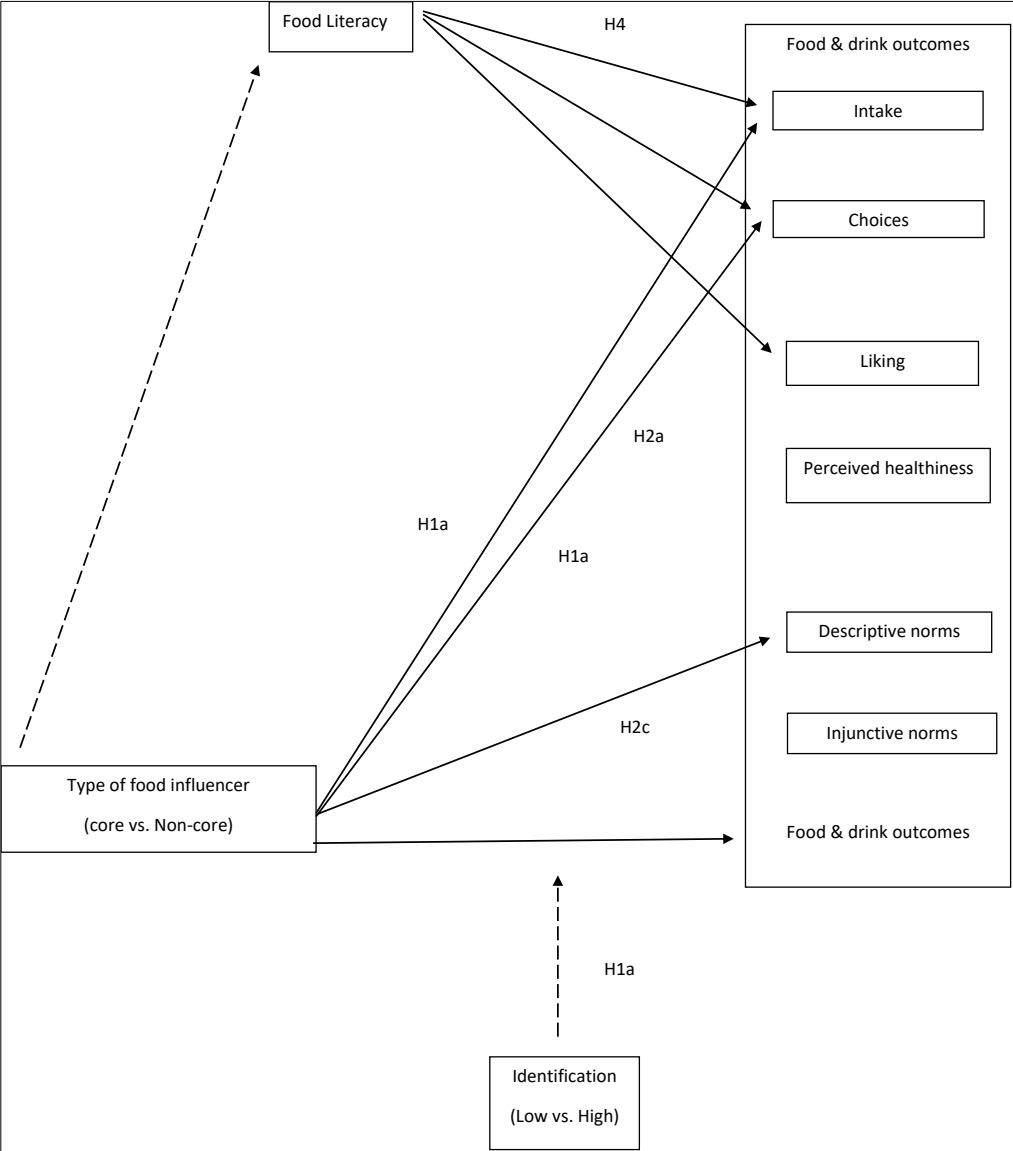 Food Literacy
H4
Food & drink outcomes
Intake
Choices
Liking
H2a
Perceived healthiness
H1a
H1a
Descriptive norms
H2c
Injunctive norms
Type of food influencer
(core vs. Non-core)
Food & drink outcomes
H1a
Identification
(Low vs. High)